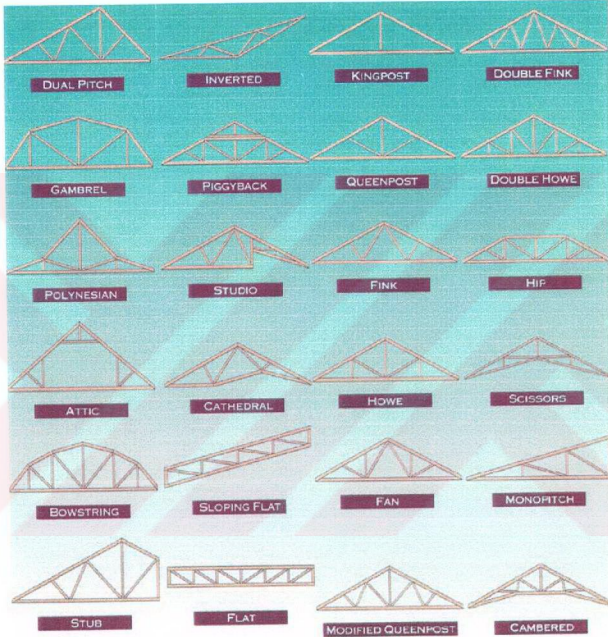 DUAL PITCH
INVERTED
KINGPOST
DOUBLE FINK
GAMBREL
PIGGYBACK
QUEENPOST
DOUBLE HOWE
POLYNESIAN
STUDIO
FINK
HIP
ATTIC
CATHEDRAL
HOWE
SCISSORS
BOWSTRING
SLOPING FLAT
FAN
MONOPITCH
STUB
FLAT
MODIFIED QUEENPOST
CAMBERED